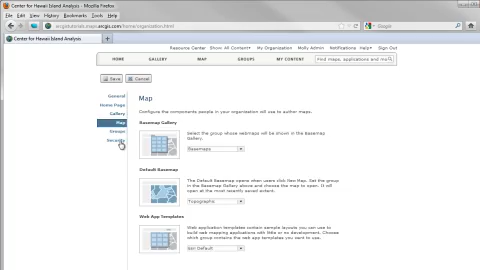 Center for Hawaii Island Analysis - Mozilla Firefox
File Edit View History Bookmarks Tools Help
Center for Hawaii Island Analysis
Google
Resource Center Show: All Content My Organization Molly Admin Notifications Help Sign Out
HOME GALLERY MAP GROUPS MY CONTENT Find maps, applications and more
Save Cancel
General
Home Page
Gallery
Map
Groups
Security
Map
Configure the components people in your organization will use to author maps.
Basemap Gallery
Select the group whose webmaps will be shown in the Basemap
Gallery.
Basemaps
Default Basemap
The Default Basemap opens when users click New Map. Set the
group in the Basemap Gallery above and choose the map to open. It will
open at the most recently saved extent.
Topographic
Web App Templates
Web application templates contain sample layouts you can use to
build web mapping applications with little or no development. Choose
which group contains the web app templates you want to use.
Esri Default